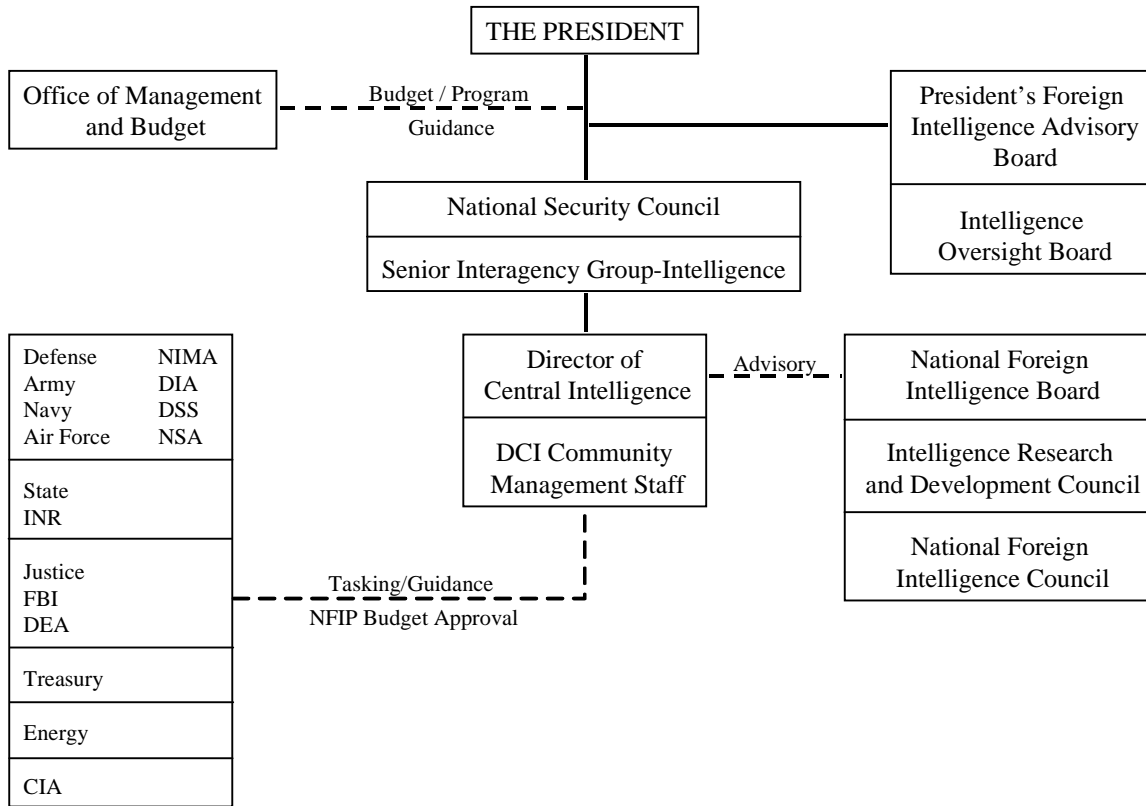 THE PRESIDENT
Office of Management
and Budget
Budget / Program
Guidance
President’s Foreign
Intelligence Advisory
Board
Intelligence
Oversight Board
National Security Council
Senior Interagency Group-Intelligence
Defense NIMA
Army DIA
Navy DSS
Air Force NSA
State
INR
Justice
FBI
DEA
Treasury
Energy
CIA
Director of
Central Intelligence
DCI Community
Management Staff
Advisory
National Foreign
Intelligence Board
Intelligence Research
and Development Council
National Foreign
Intelligence Council
Tasking/Guidance
NFIP Budget Approval